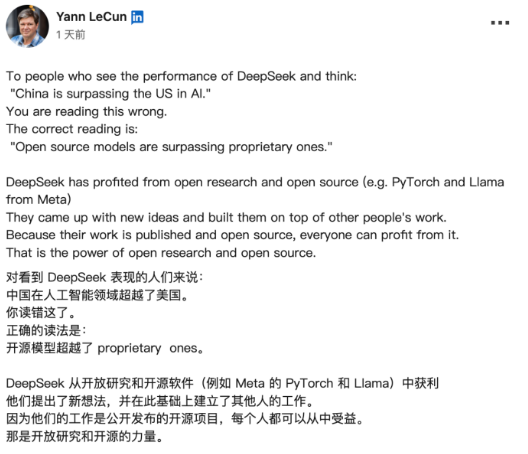 Yann LeCun in
1 天前
To people who see the performance of DeepSeek and think:
"China is surpassing the US in AI."
You are reading this wrong.
The correct reading is:
"Open source models are surpassing proprietary ones."
DeepSeek has profited from open research and open source (e.g. PyTorch and Llama
from Meta)
They came up with new ideas and built them on top of other people's work.
Because their work is published and open source, everyone can profit from it.
That is the power of open research and open source.
对看到 DeepSeek 表现的人们来说：
中国在人工智能领域超越了美国。
你读错这了。
正确的读法是：
开源模型超越了 proprietary ones。
DeepSeek 从开放研究和开源软件（例如 Meta 的 PyTorch 和 Llama）中获利
他们提出了新想法，并在此基础上建立了其他人的工作。
因为他们的工作是公开发布的开源项目，每个人都可以从中受益。
那是开放研究和开源的力量。